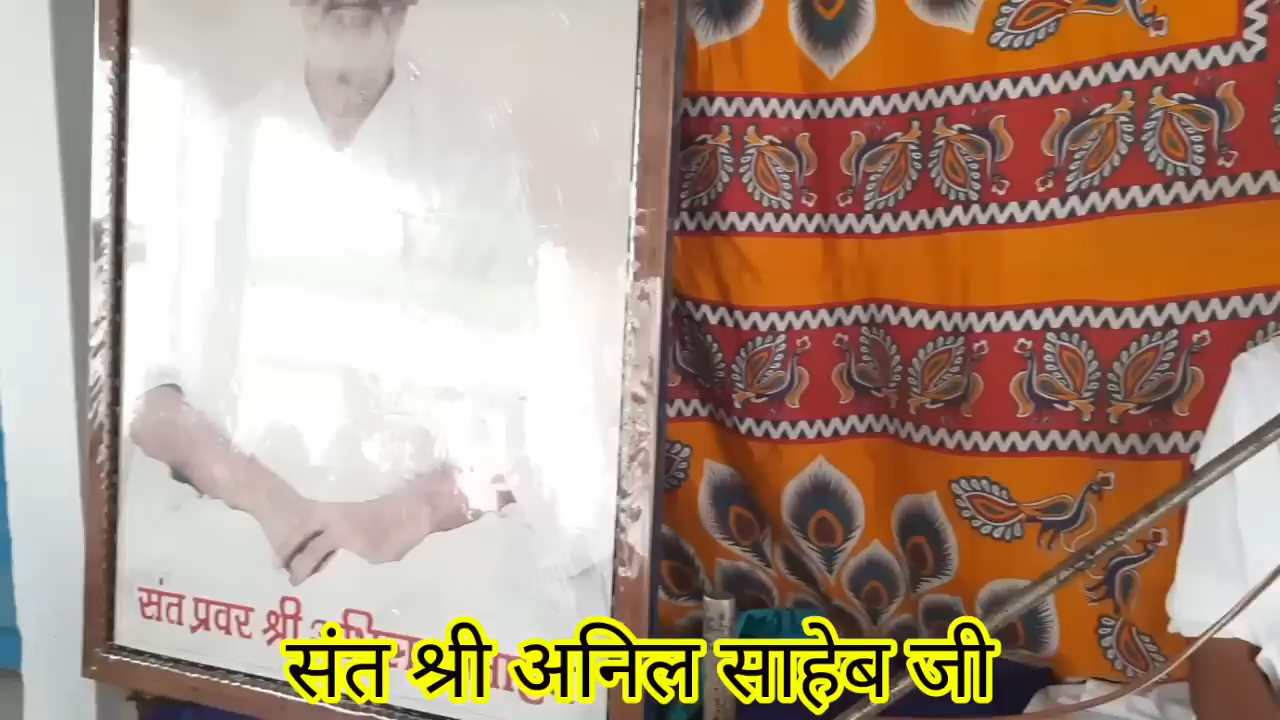 संत प्रवर श्री
संत श्री अनिल साहेब जी